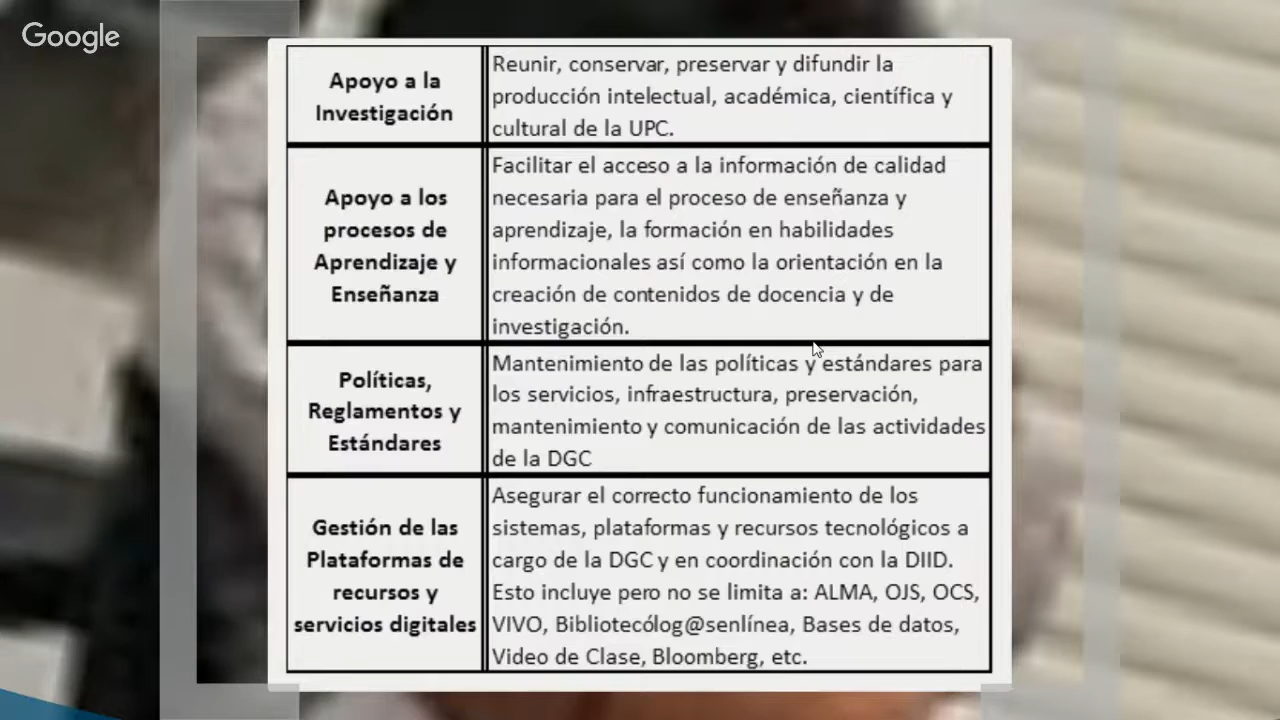 Google
Apoyo a la
Investigación
Reunir, conservar, preservar y difundir la
producción intelectual, académica, científica y
cultural de la UPC.
Apoyo a los
procesos de
Aprendizaje y
Enseñanza
Facilitar el acceso a la información de calidad
necesaria para el proceso de enseñanza y
aprendizaje, la formación en habilidades
informacionales así como la orientación en la
creación de contenidos de docencia y de
investigación.
Políticas,
Reglamentos y
Estándares
Mantenimiento de las políticas y estándares para
los servicios, infraestructura, preservación,
mantenimiento y comunicación de las actividades
de la DGC
Gestión de las
Plataformas de
recursos y
servicios digitales
Asegurar el correcto funcionamiento de los
sistemas, plataformas y recursos tecnológicos a
cargo de la DGC y en coordinación con la DIID.
Esto incluye pero no se limita a: ALMA, OJS, OCS,
VIVO, Bibliotecólog@senlínea, Bases de datos,
Video de Clase, Bloomberg, etc.